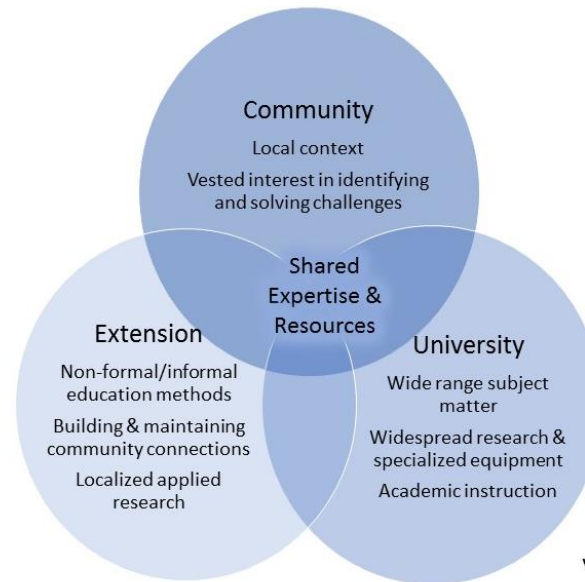 Community
Local context
Vested interest in identifying
and solving challenges
Shared
Expertise &
Resources
Extension
Non-formal/informal
education methods
Building & maintaining
community connections
Localized applied
research
University
Wide range subject
matter
Widespread research &
specialized equipment
Academic instruction